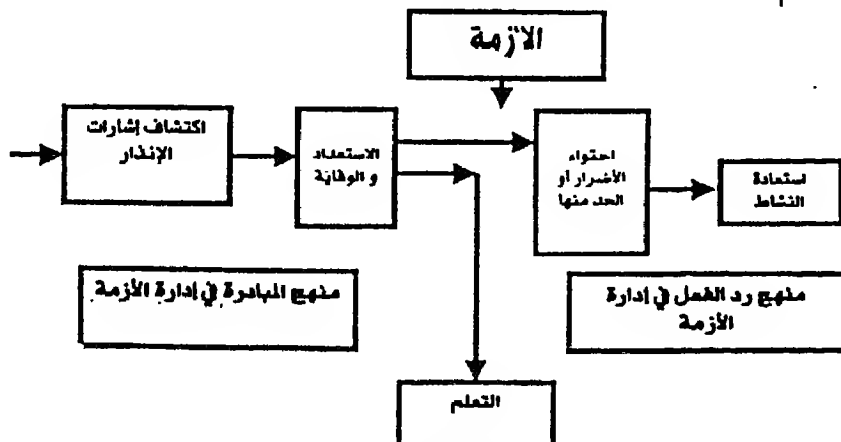 الأزمة
اكتشاف إشارات
الإنذار
الاستعداد
و الوقاية
احتواء
الأضرار أو
الحد منها
استعادة
النشاط
منهج المبادرة في إدارة الأزمة
منهج رد الفعل في إدارة
الأزمة
التعلم